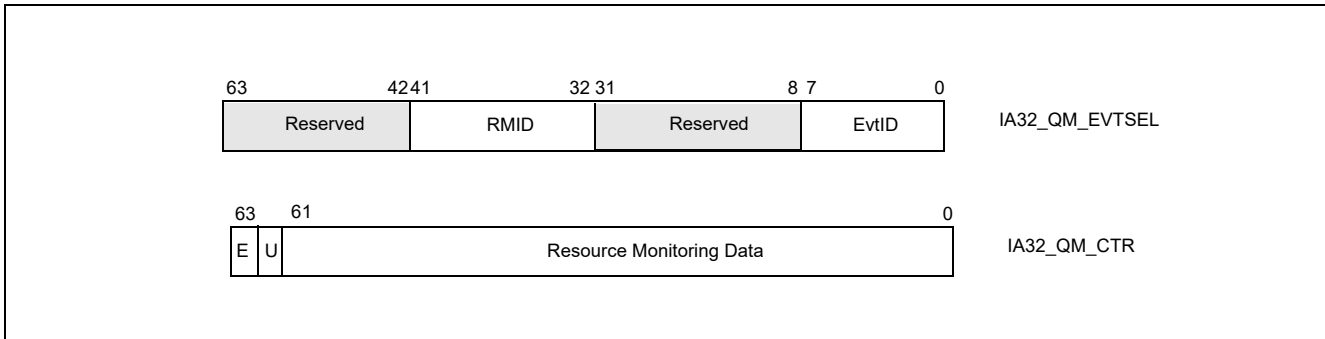 63 4241 32 31 8 7 0
Reserved RMID Reserved EvtID IA32_QM_EVTSEL
63 61 0
E U Resource Monitoring Data IA32_QM_CTR